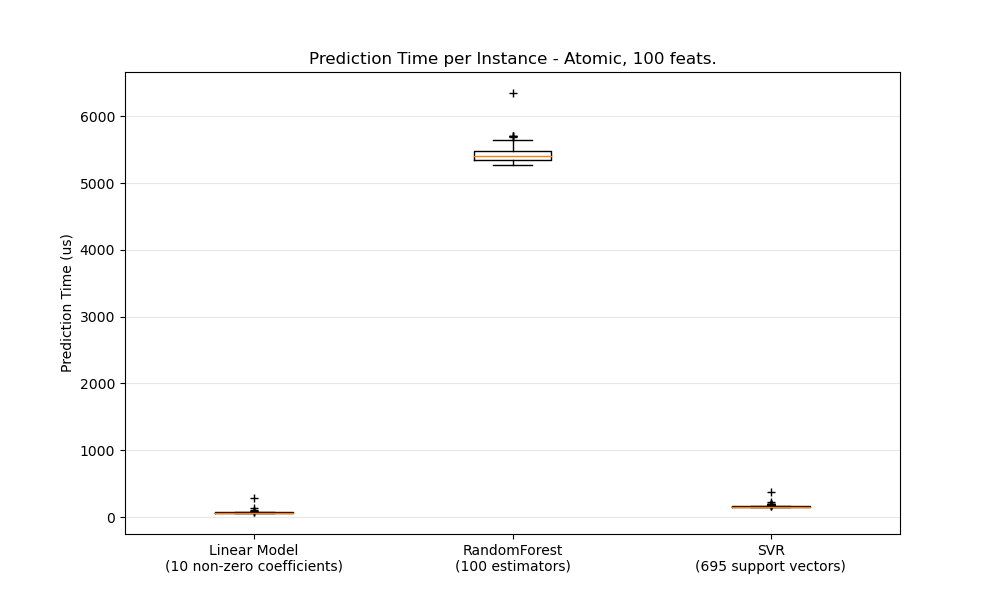 Prediction Time per Instance - Atomic, 100 feats.
6000
5000
4000
3000
2000
1000
0
Prediction Time (us)
Linear Model
(10 non-zero coefficients)
RandomForest
(100 estimators)
SVR
(695 support vectors)